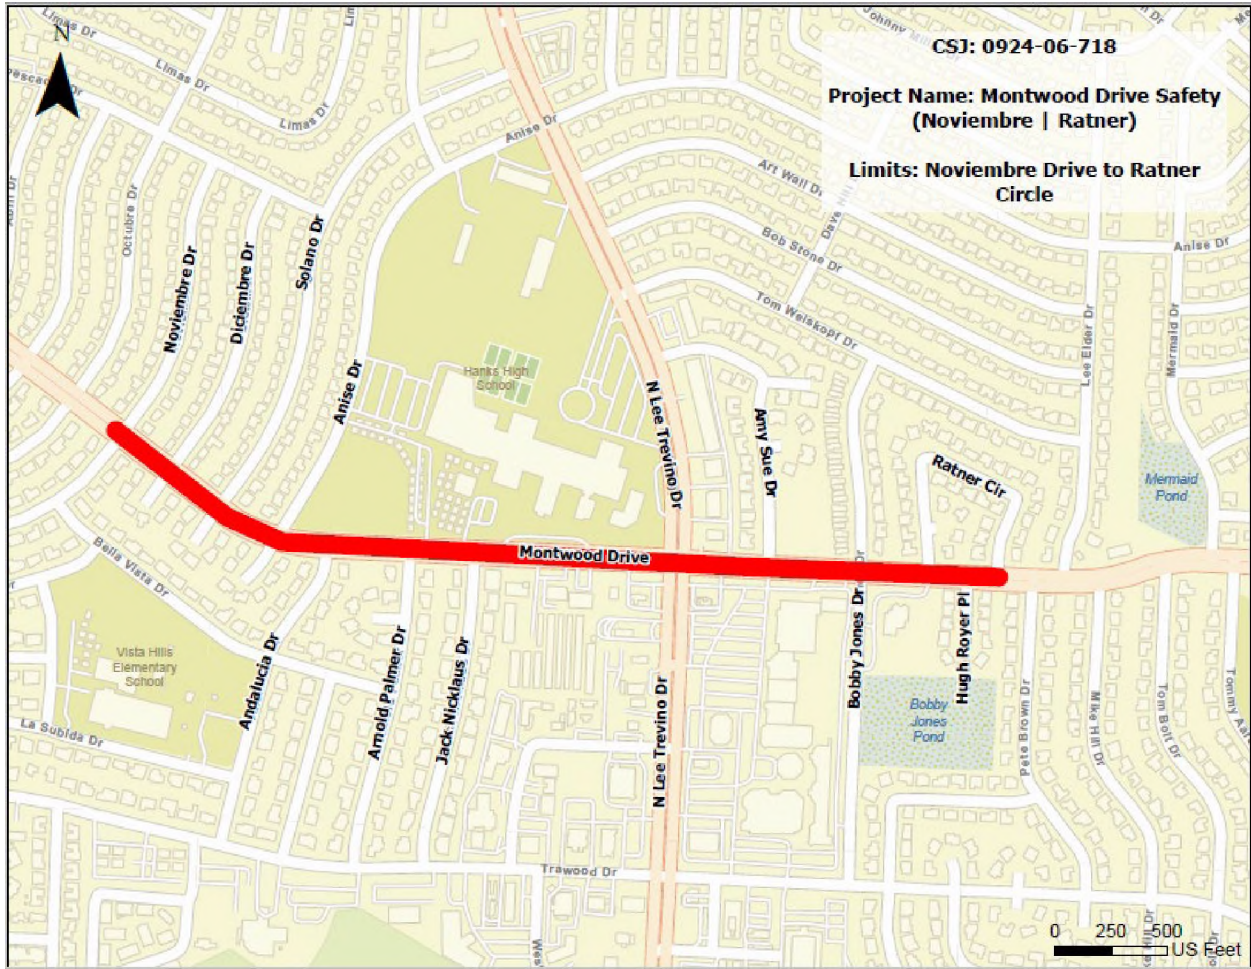 N
CSJ: 0924-06-718
Project Name: Montwood Drive Safety
(Noviembre | Ratner)
Limits: Noviembre Drive to Ratner
Circle
Limas Dr
Limas Dr
Limas Dr
Anise Dr
Art Wall Dr
Bob Stone Dr
Tom Weiskopf Dr
Anise Dr
Lee Elder Dr
Mermaid Dr
Octubre Dr
Noviembre Dr
Diciembre Dr
Solano Dr
Anise Dr
Hanks High
School
N Lee Trevino Dr
Amy Sue Dr
Ratner Cir
Mermaid
Pond
Montwood Drive
Bella Vista Dr
Vista Hills
Elementary
School
La Subida Dr
Andalucia Dr
Arnold Palmer Dr
Jack Nicklaus Dr
N Lee Trevino Dr
Bobby Jones Dr
Hugh Royer Pl
Bobby
Jones
Pond
Pete Brown Dr
Mike Hill Dr
Tom Bolt Dr
Trawood Dr
0 250 500
US Feet